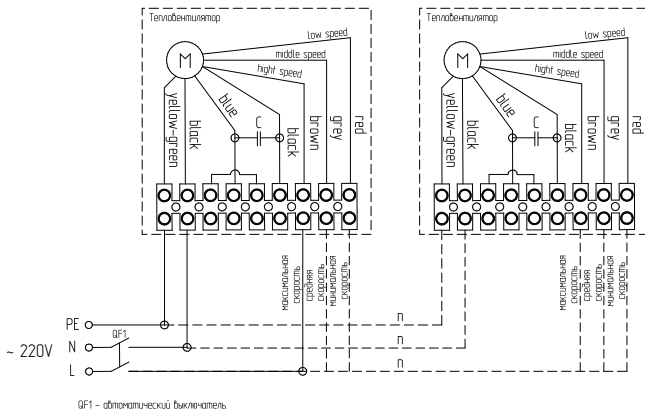 Тепловентилятор
low speed
middle speed
hight speed
M
yellow-green
black
blue
C
black
brown
grey
red
максимальная скорость
средняя скорость
минимальная скорость
Тепловентилятор
low speed
middle speed
hight speed
M
yellow-green
black
blue
C
black
brown
grey
red
максимальная скорость
средняя скорость
минимальная скорость
PE
n
~ 220V
QF1
N
n
L
n
QF1 - автоматический выключатель.